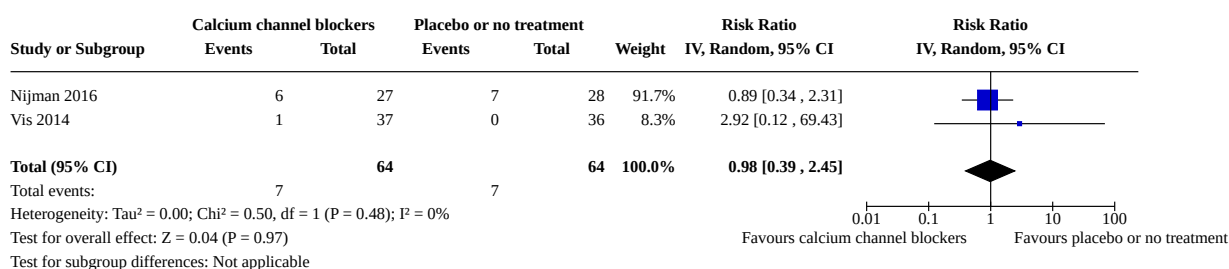 Calcium channel blockers Placebo or no treatment Risk Ratio Risk Ratio
Study or Subgroup Events Total Events Total Weight IV, Random, 95% CI IV, Random, 95% CI
Nijman 2016 6 27 7 28 91.7% 0.89 [0.34 , 2.31]
Vis 2014 1 37 0 36 8.3% 2.92 [0.12 , 69.43]
Total (95% CI) 64 64 100.0% 0.98 [0.39 , 2.45]
Total events: 7 7
Heterogeneity: Tau² = 0.00; Chi² = 0.50, df = 1 (P = 0.48); I² = 0%
0.01 0.1 1 10 100
Test for overall effect: Z = 0.04 (P = 0.97) Favours calcium channel blockers Favours placebo or no treatment
Test for subgroup differences: Not applicable